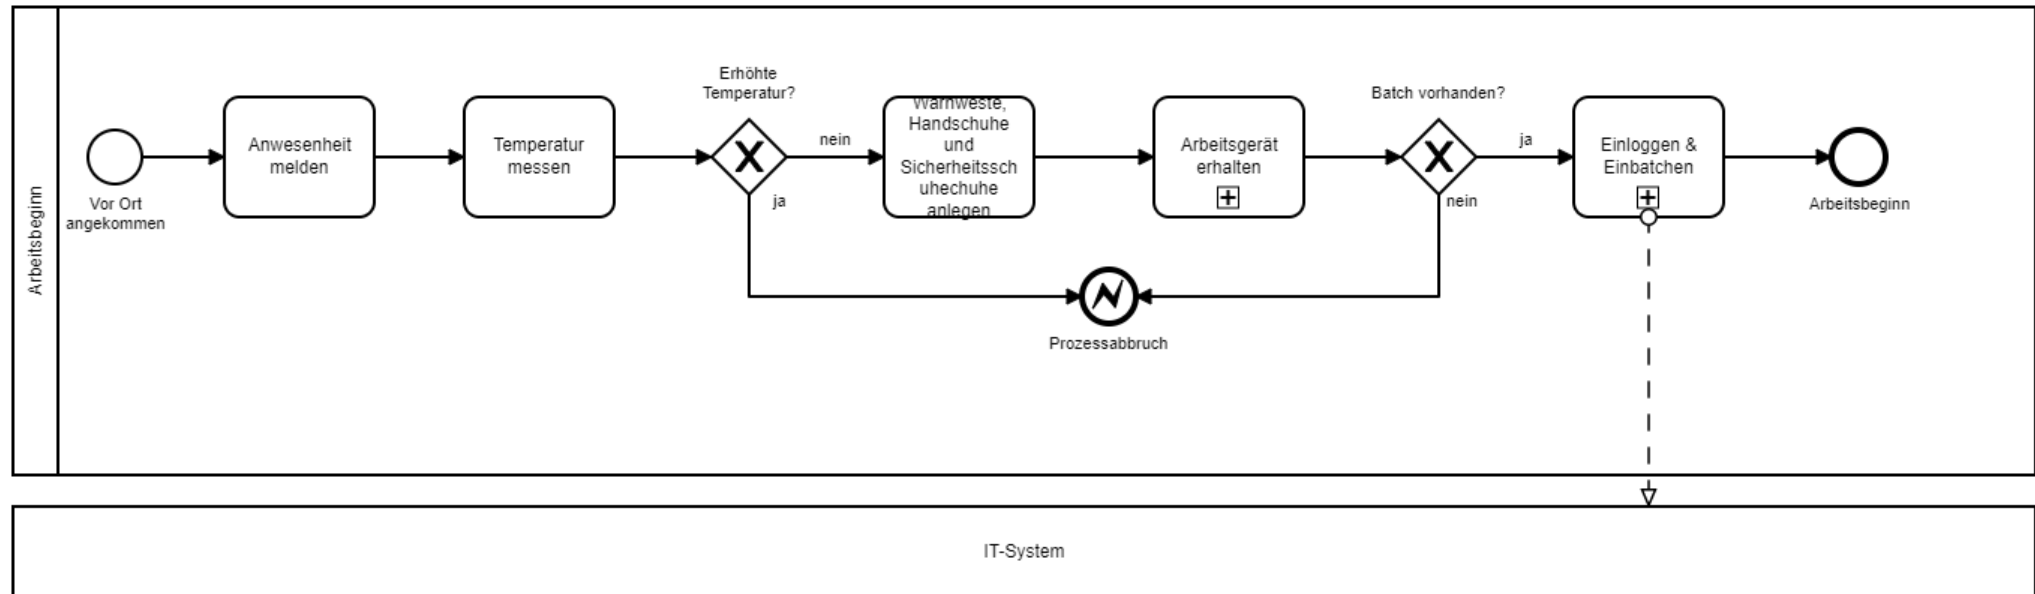 Arbeitsbeginn
Vor Ort
angekommen
Anwesenheit
melden
Temperatur
messen
Erhöhte
Temperatur?
nein
ja
Warnweste,
Handschuhe
und
Sicherheitssch
uhechuhe
anlegen
Arbeitsgerät
erhalten
Batch vorhanden?
ja
nein
Einloggen &
Einbatchen
Arbeitsbeginn
Prozessabbruch
IT-System